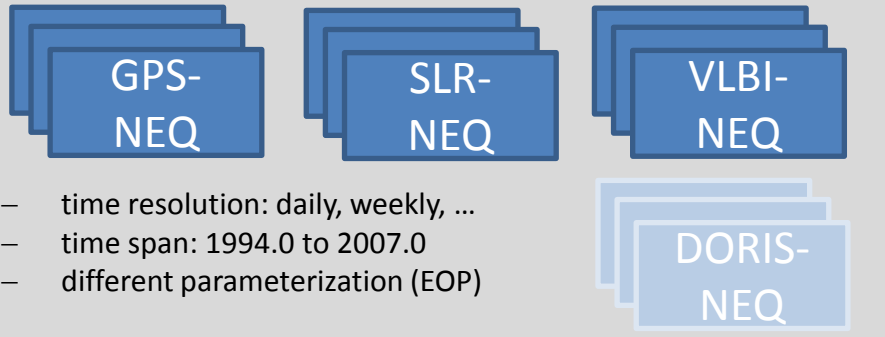 GPS-
NEQ
SLR-
NEQ
VLBI-
NEQ
– time resolution: daily, weekly, …
– time span: 1994.0 to 2007.0
– different parameterization (EOP)
DORIS-
NEQ